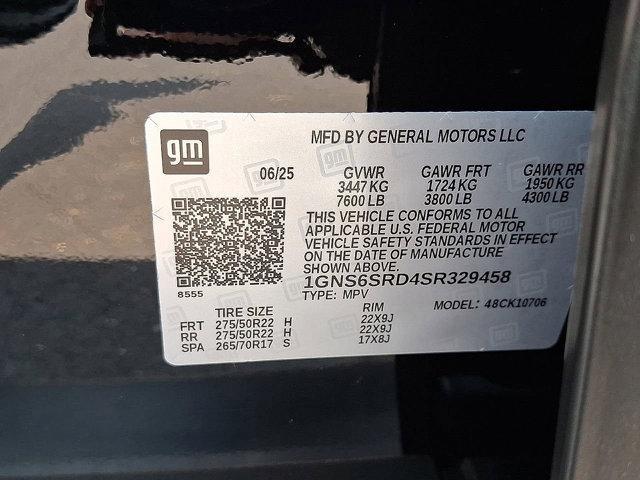 gm
MFD BY GENERAL MOTORS LLC
06/25 GVWR GAWR FRT GAWR RR
3447 KG 1724 KG 1950 KG
7600 LB 3800 LB 4300 LB
THIS VEHICLE CONFORMS TO ALL
APPLICABLE U.S. FEDERAL MOTOR
VEHICLE SAFETY STANDARDS IN EFFECT
ON THE DATE OF MANUFACTURE
SHOWN ABOVE.
8555
1GNS6SRD4SR329458
TYPE: MPV MODEL: 48CK10706
TIRE SIZE RIM
FRT 275/50R22 H 22X9J
RR 275/50R22 H 22X9J
SPA 265/70R17 S 17X8J